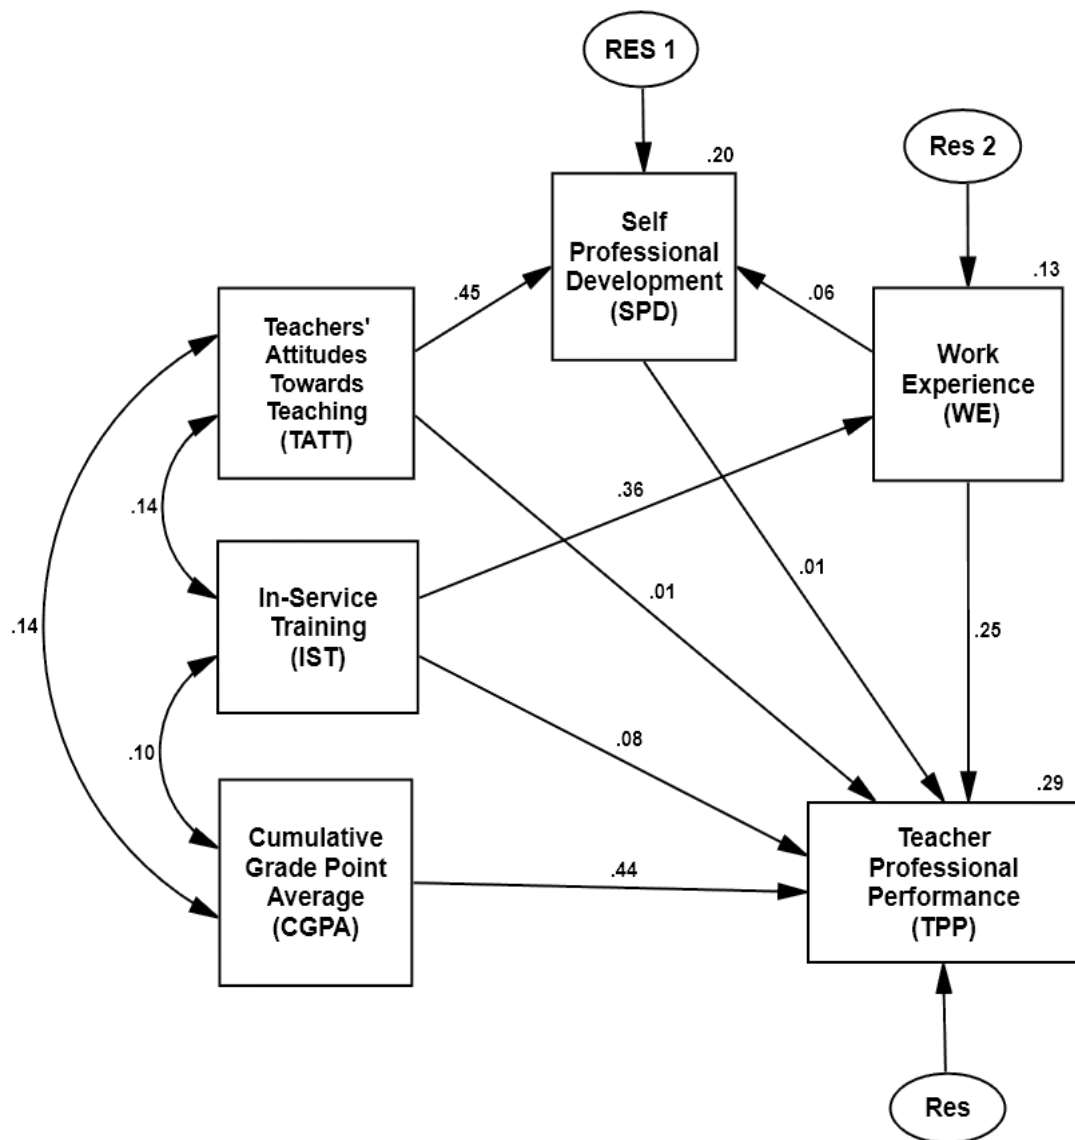 RES 1
Res 2
.20
Self
Professional
Development
(SPD)
.13
.45
.06
Teachers'
Attitudes
Towards
Teaching
(TATT)
Work
Experience
(WE)
.14
.36
In-Service
Training
(IST)
.01
.01
.14
.25
.10
.08
.29
Cumulative
Grade Point
Average
(CGPA)
.44
Teacher
Professional
Performance
(TPP)
Res